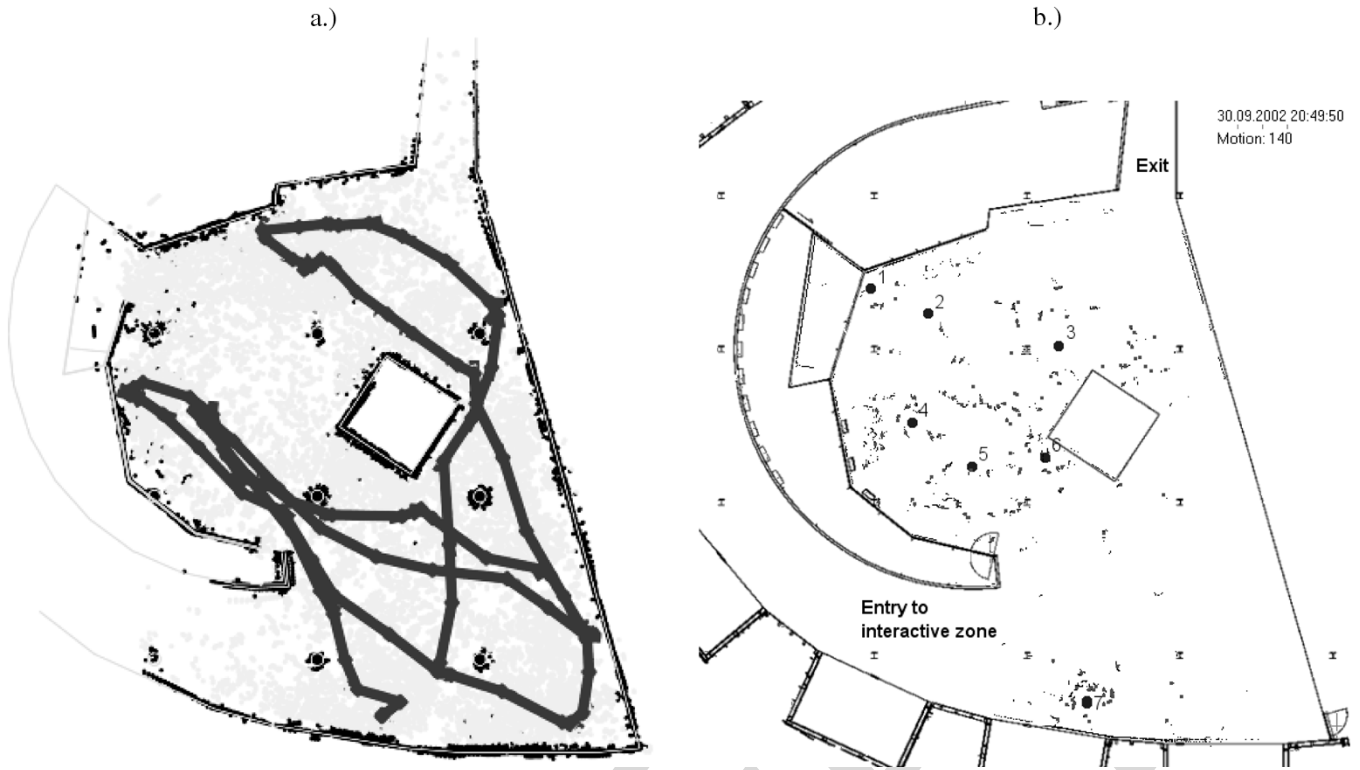 a.)
b.)
30.09.2002 20:49:50
Motion: 140
Exit
1
2
3
4
5
6
7
Entry to
interactive zone